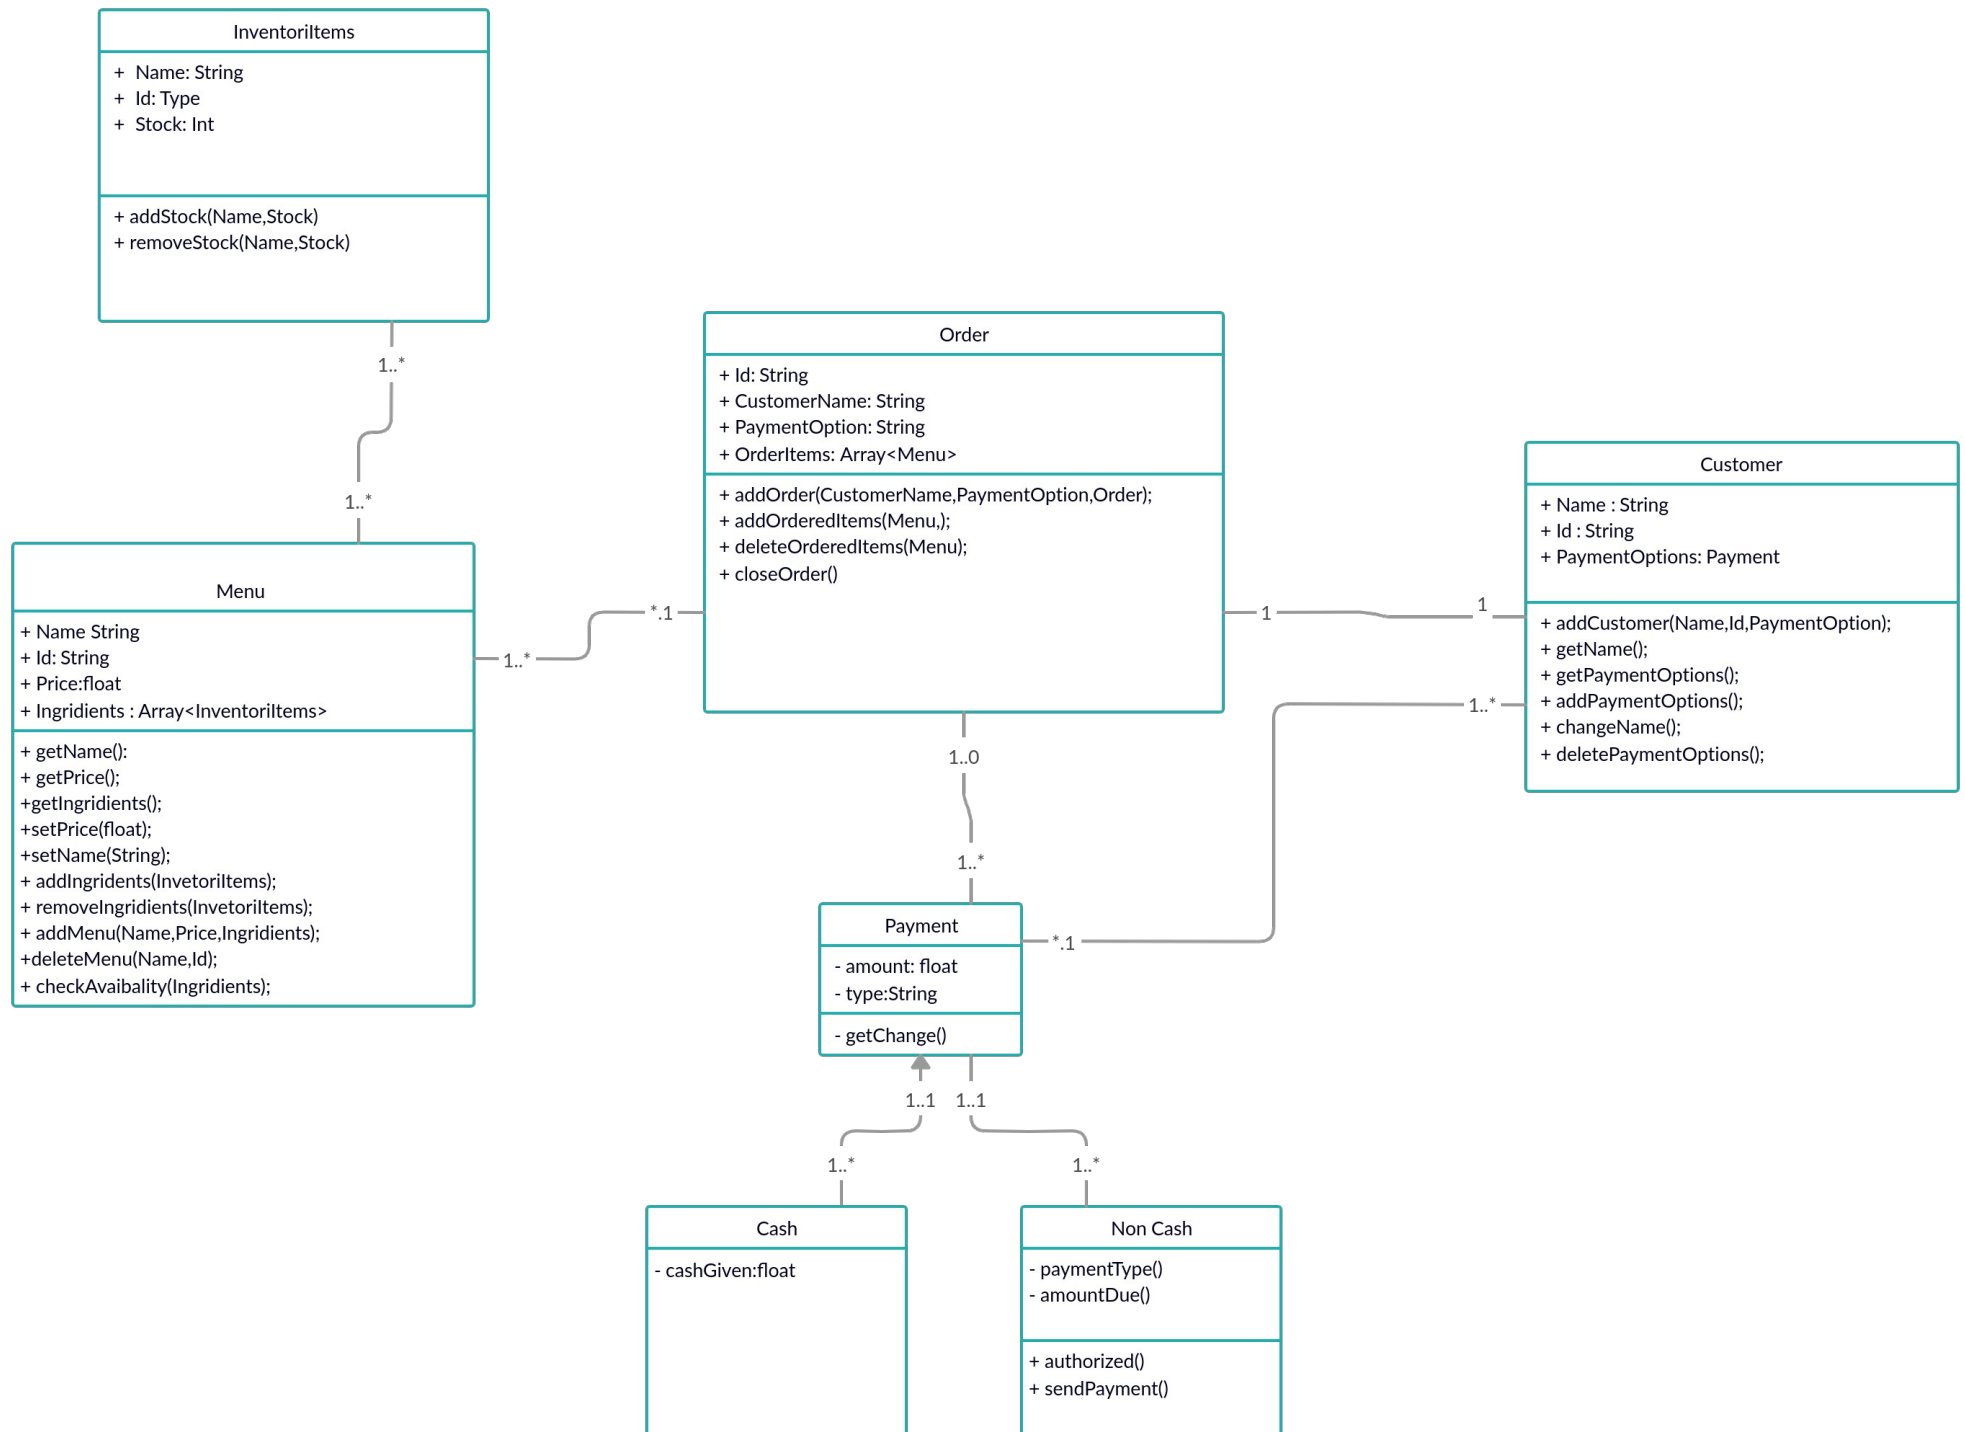 InventoriItems
+ Name: String
+ Id: Type
+ Stock: Int
+ addStock(Name,Stock)
+ removeStock(Name,Stock)
1..*
1..*
Menu
+ Name String
+ Id: String
+ Price:float
+ Ingridients : Array<InventoriItems>
+ getName():
+ getPrice();
+getIngridients();
+setPrice(float);
+setName(String);
+ addIngridents(InvetoriItems);
+ removeIngridients(InvetoriItems);
+ addMenu(Name,Price,Ingridients);
+deleteMenu(Name,Id);
+ checkAvaibality(Ingridients);
1..*
*.1
Order
+ Id: String
+ CustomerName: String
+ PaymentOption: String
+ OrderItems: Array<Menu>
+ addOrder(CustomerName,PaymentOption,Order);
+ addOrderedItems(Menu,);
+ deleteOrderedItems(Menu);
+ closeOrder()
1
1
Customer
+ Name : String
+ Id : String
+ PaymentOptions: Payment
+ addCustomer(Name,Id,PaymentOption);
+ getName();
+ getPaymentOptions();
+ addPaymentOptions();
+ changeName();
+ deletePaymentOptions();
1..*
1..0
1..*
Payment
- amount: float
- type:String
- getChange()
*.1
1..1
1..1
1..*
1..*
Cash
- cashGiven:float
Non Cash
- paymentType()
- amountDue()
+ authorized()
+ sendPayment()